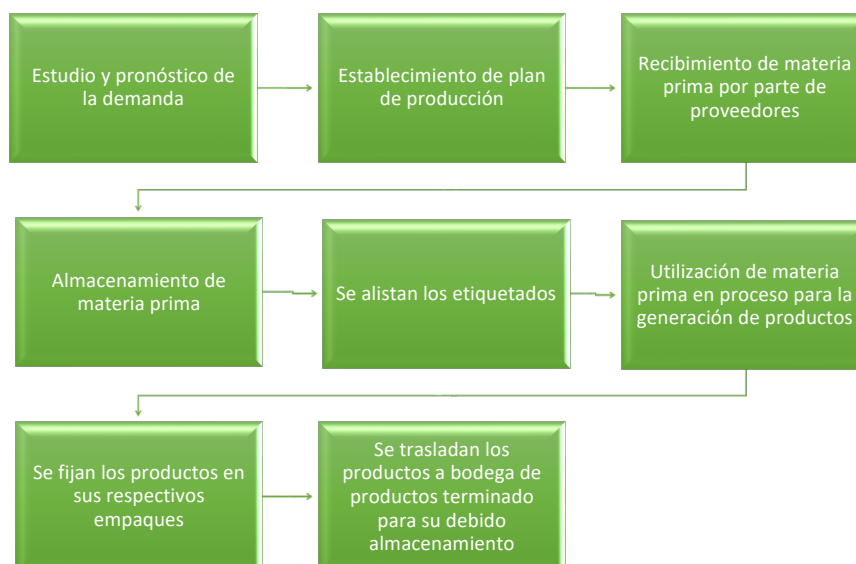 Estudio y pronóstico de
la demanda
Establecimiento de plan
de producción
Recibimiento de materia
prima por parte de
proveedores
Almacenamiento de
materia prima
Se alistan los etiquetados
Utilización de materia
prima en proceso para la
generación de productos
Se fijan los productos en
sus respectivos
empaques
Se trasladan los
productos a bodega de
productos terminado
para su debido
almacenamiento